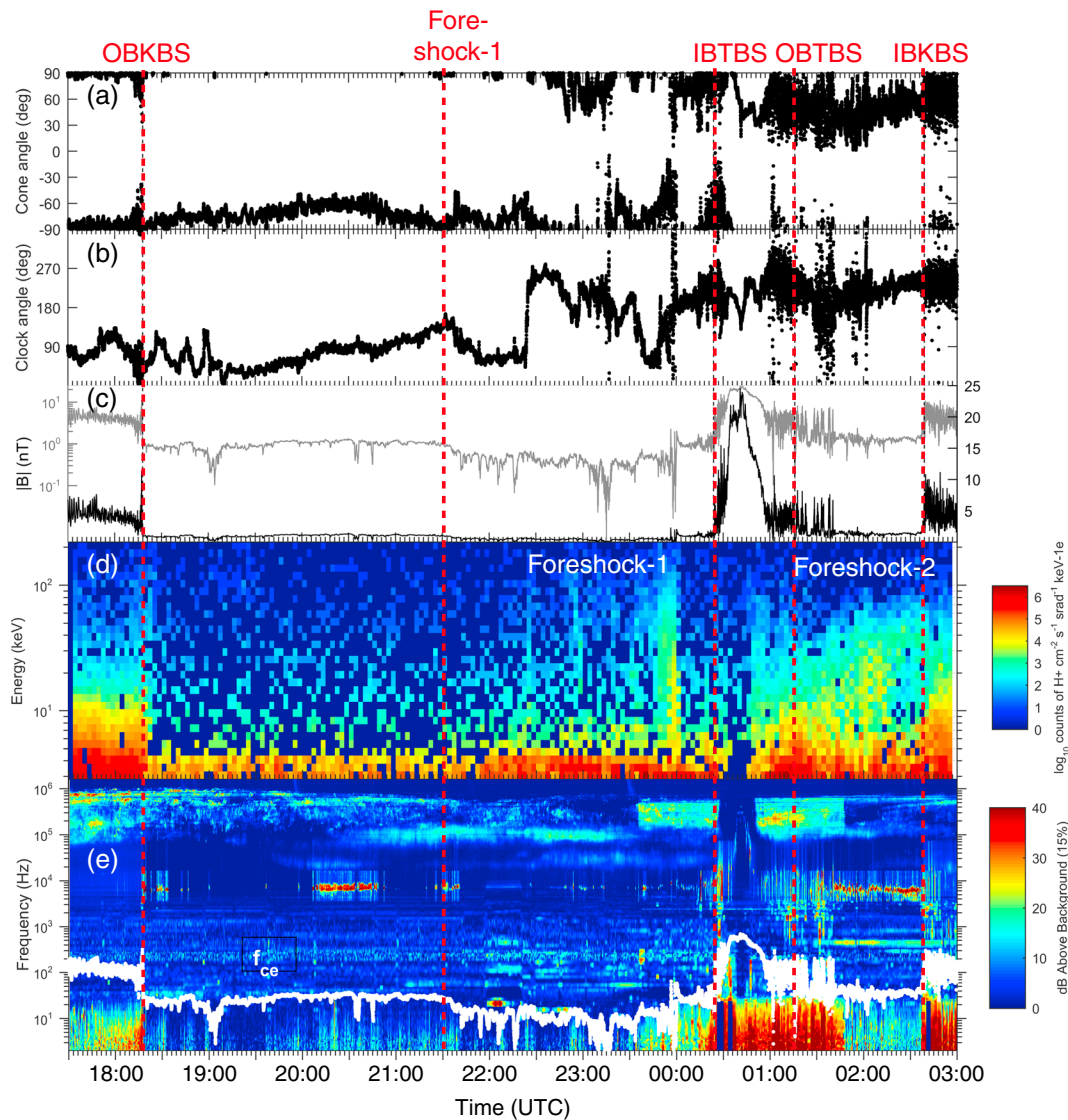 Fore-
shock-1
OBKBS
IBTBS OBTBS
IBKBS
90
(a)
60
30
0
-30
-60
-90
Cone angle (deg)
(b)
270
180
90
Clock angle (deg)
(c)
10¹
10⁰
10⁻¹
|B| (nT)
25
20
15
10
5
(d)
Foreshock-1
Foreshock-2
10²
10¹
Energy (keV)
6
5
4
3
2
1
0
log₁₀ counts of H+ cm⁻² s⁻¹ srad⁻¹ keV-1e
10⁶
10⁵
(e)
10⁴
10³
10²
10¹
Frequency (Hz)
f_ce
40
30
20
10
0
dB Above Background (15%)
18:00 19:00 20:00 21:00 22:00 23:00 00:00 01:00 02:00 03:00
Time (UTC)